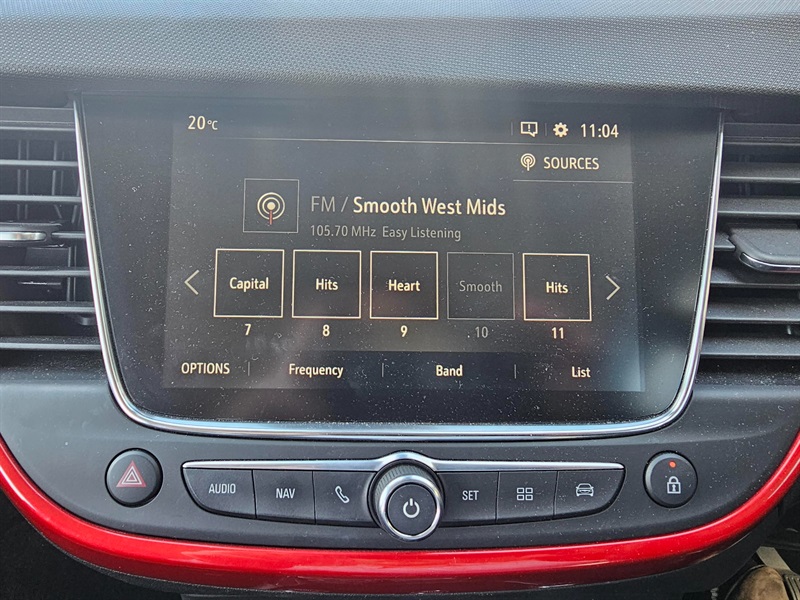 20°C 11:04
SOURCES
FM / Smooth West Mids
105.70 MHz Easy Listening
Capital Hits Heart Smooth Hits
7 8 9 10 11
OPTIONS Frequency Band List
AUDIO NAV SET